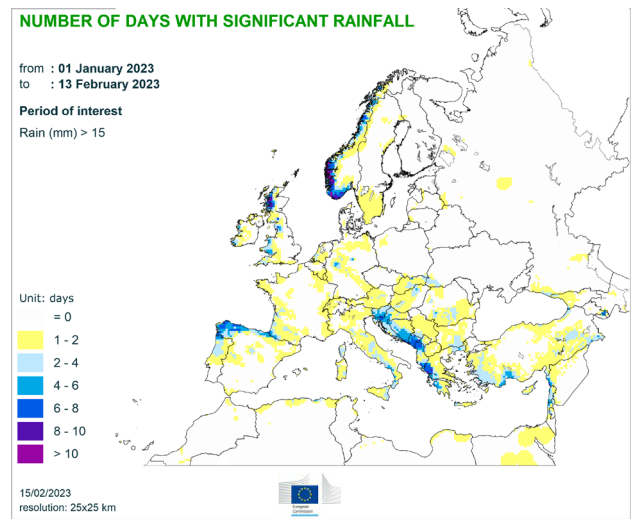 NUMBER OF DAYS WITH SIGNIFICANT RAINFALL
from : 01 January 2023
to : 13 February 2023
Period of interest
Rain (mm) > 15
Unit: days
= 0
1 - 2
2 - 4
4 - 6
6 - 8
8 - 10
> 10
15/02/2023
resolution: 25x25 km
European
Commission